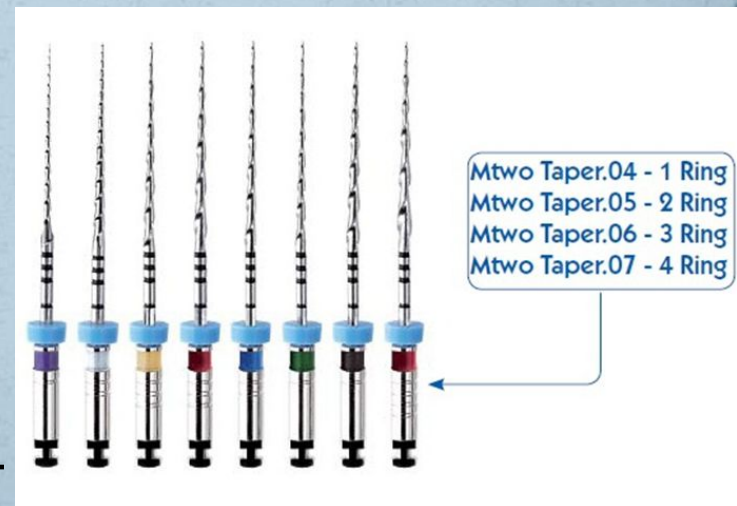 Mtwo Taper.04 - 1 Ring
Mtwo Taper.05 - 2 Ring
Mtwo Taper.06 - 3 Ring
Mtwo Taper.07 - 4 Ring